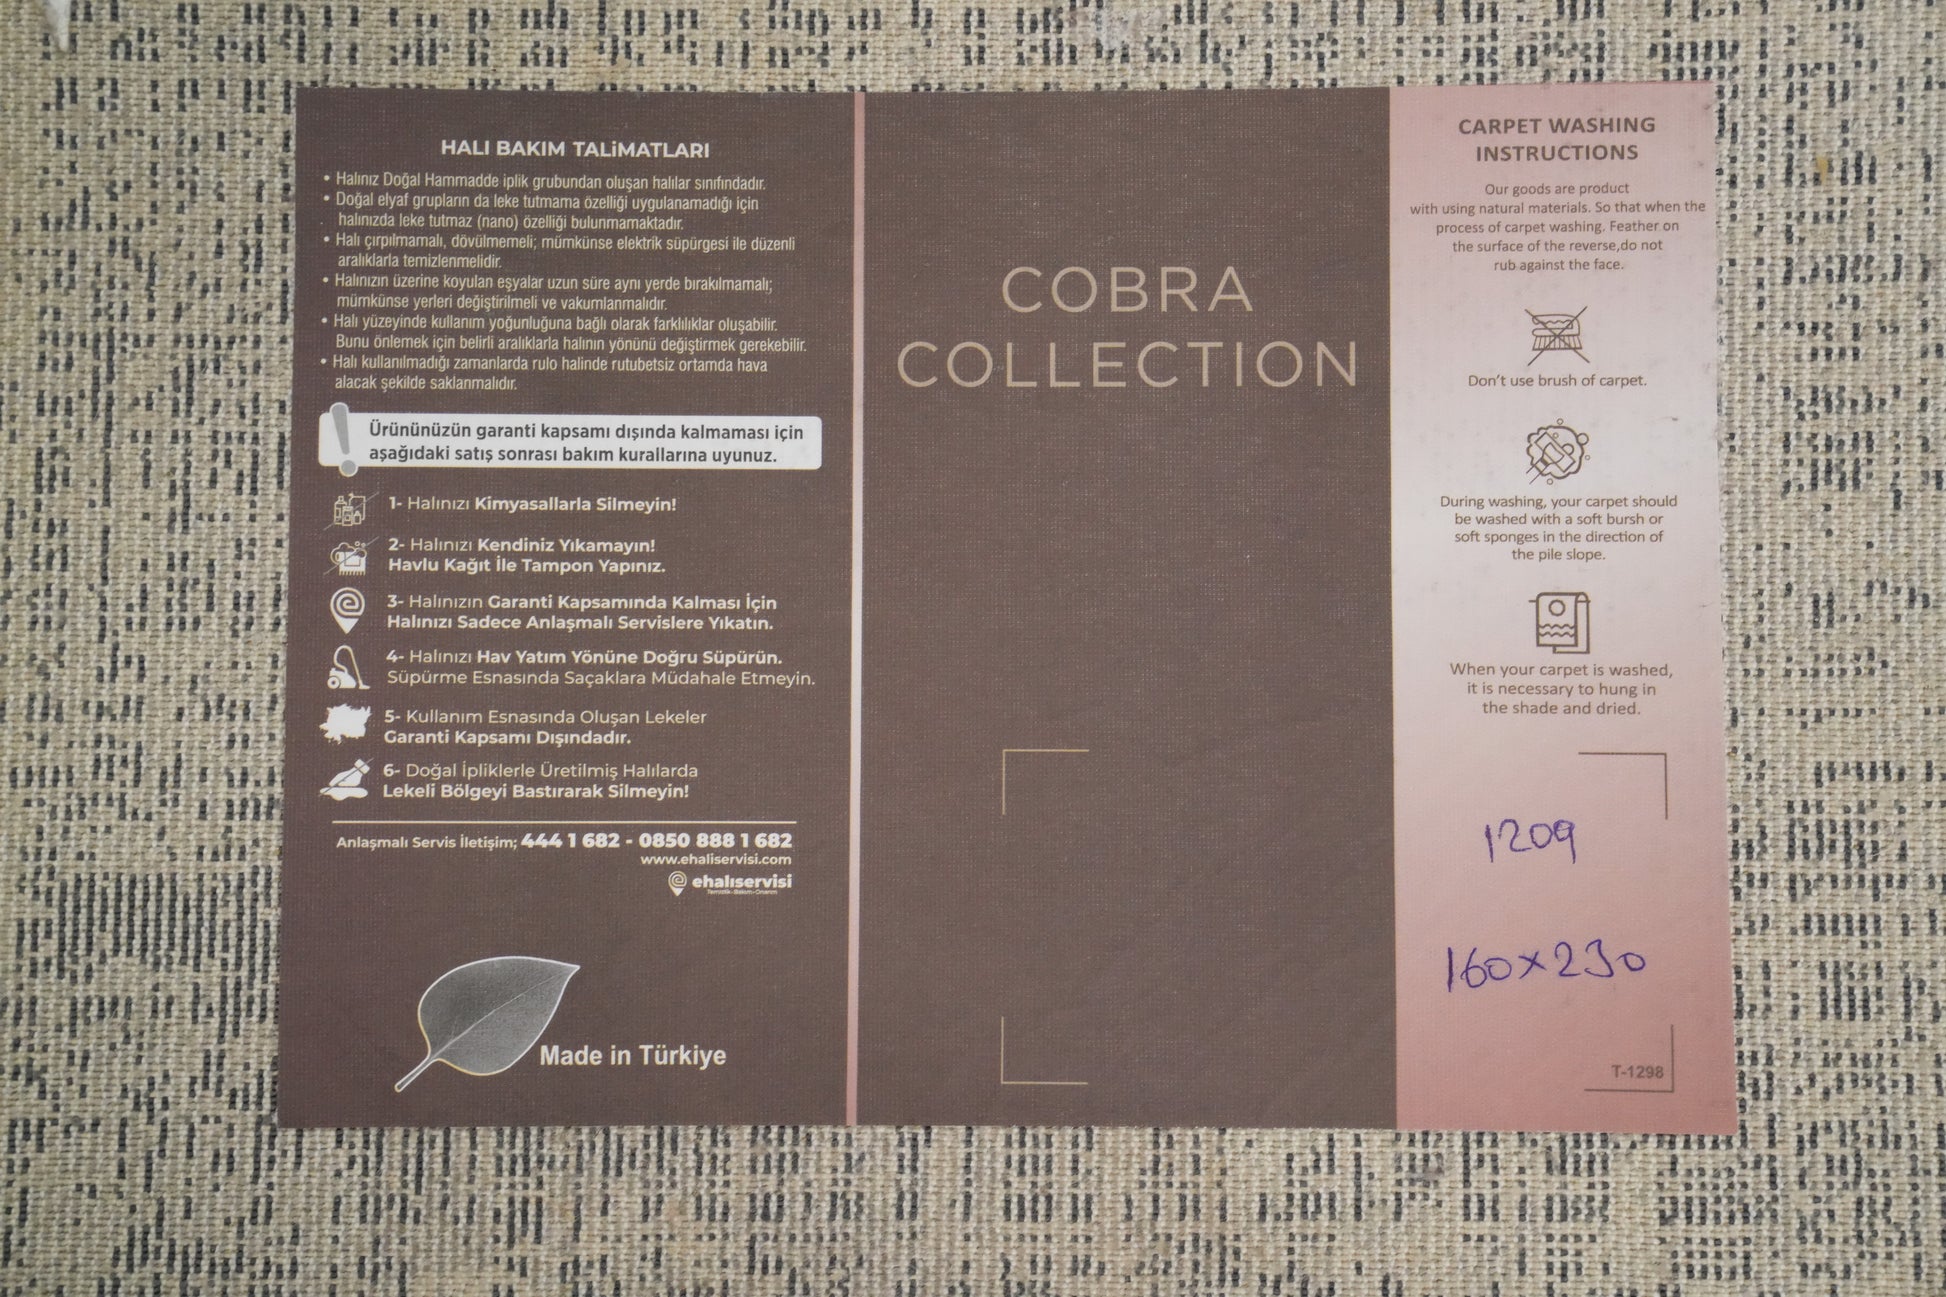 HALI BAKIM TALiMATLARI
• Halınız Doğal Hammadde iplik grubundan oluşan halılar sınıfındadır.
• Doğal elyaf grupların da leke tutmama özelliği uygulanamadığı için
halınızda leke tutmaz (nano) özelliği bulunmamaktadır.
• Halı çırpılmamalı, dövülmemeli; mümkünse elektrik süpürgesi ile düzenli
aralıklarla temizlenmelidir.
• Halınızın üzerine koyulan eşyalar uzun süre aynı yerde bırakılmamalı;
mümkünse yerleri değiştirilmeli ve vakumlanmalıdır.
• Halı yüzeyinde kullanım yoğunluğuna bağlı olarak farklılıklar oluşabilir.
Bunu önlemek için belirli aralıklarla halının yönünü değiştirmek gerekebilir.
• Halı kullanılmadığı zamanlarda rulo halinde rutubetsiz ortamda hava
alacak şekilde saklanmalıdır.
Ürününüzün garanti kapsamı dışında kalmaması için
aşağıdaki satış sonrası bakım kurallarına uyunuz.
1- Halınızı Kimyasallarla Silmeyin!
2- Halınızı Kendiniz Yıkamayın!
Havlu Kağıt İle Tampon Yapınız.
3- Halınızın Garanti Kapsamında Kalması İçin
Halınızı Sadece Anlaşmalı Servislere Yıkatın.
4- Halınızı Hav Yatım Yönüne Doğru Süpürün.
Süpürme Esnasında Saçaklara Müdahale Etmeyin.
5- Kullanım Esnasında Oluşan Lekeler
Garanti Kapsamı Dışındadır.
6- Doğal İpliklerle Üretilmiş Halılarda
Lekeli Bölgeyi Bastırarak Silmeyin!
Anlaşmalı Servis İletişim; 444 1 682 - 0850 888 1 682
www.ehaliservisi.com
ehalıservisi
Temizlik-Bakım-Onarım
Made in Türkiye
COBRA
COLLECTION
CARPET WASHING
INSTRUCTIONS
Our goods are product
with using natural materials. So that when the
process of carpet washing. Feather on
the surface of the reverse,do not
rub against the face.
Don't use brush of carpet.
During washing, your carpet should
be washed with a soft bursh or
soft sponges in the direction of
the pile slope.
When your carpet is washed,
it is necessary to hung in
the shade and dried.
1209
160x230
T-1298